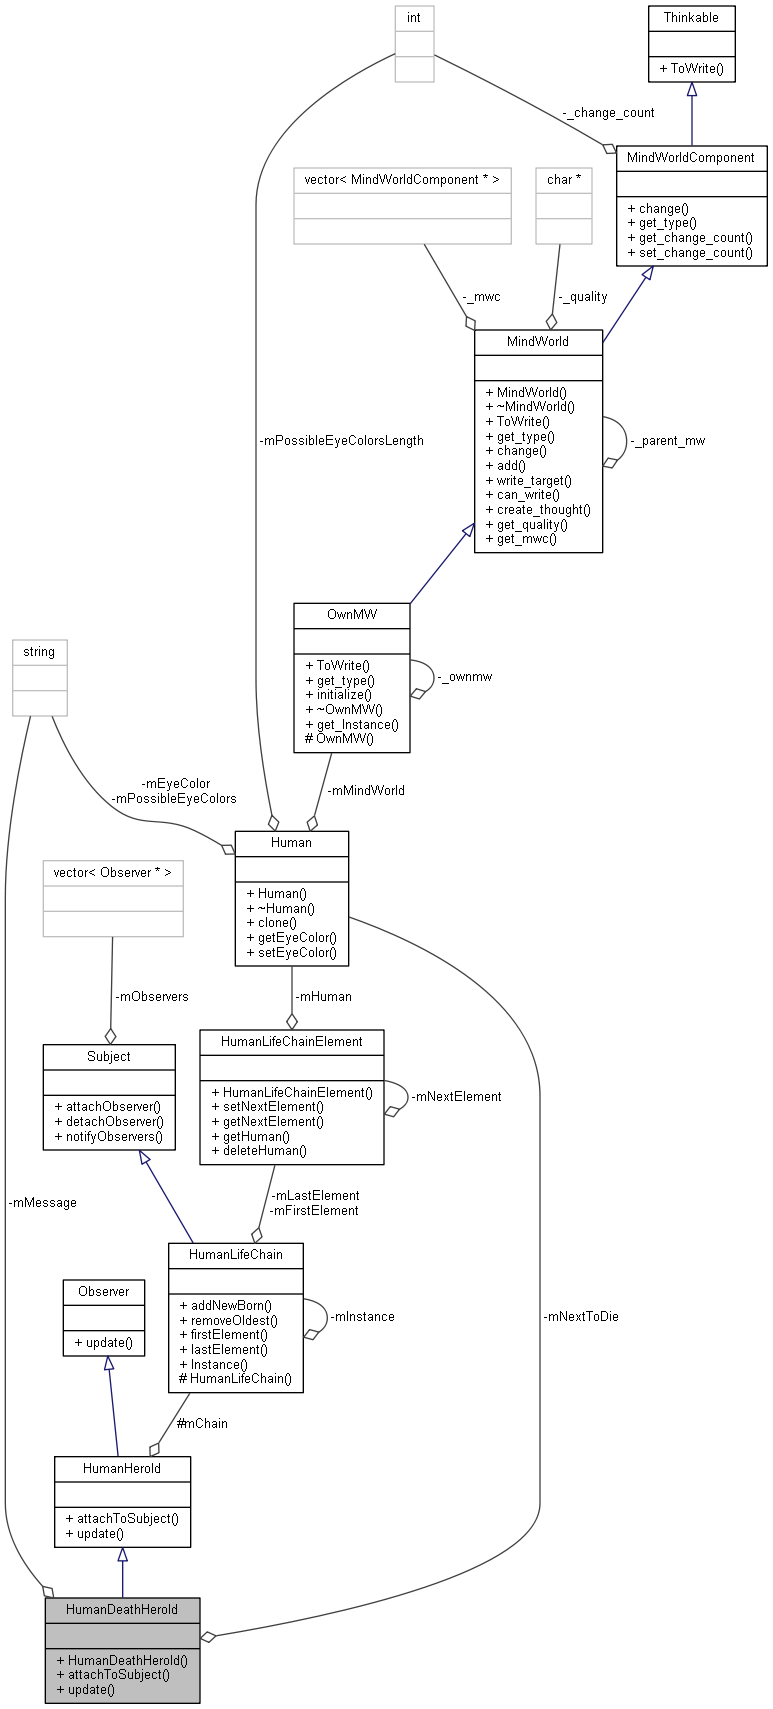 int
Thinkable
+ ToWrite()
-_change_count
MindWorldComponent
+ change()
+ get_type()
+ get_change_count()
+ set_change_count()
vector< MindWorldComponent * >
char *
-_mwc
-_quality
MindWorld
+ MindWorld()
+ ~MindWorld()
+ ToWrite()
+ get_type()
+ change()
+ add()
+ write_target()
+ can_write()
+ create_thought()
+ get_quality()
+ get_mwc()
-_parent_mw
-mPossibleEyeColorsLength
OwnMW
+ ToWrite()
+ get_type()
+ initialize()
+ ~OwnMW()
+ get_Instance()
# OwnMW()
-_ownmw
string
-mEyeColor
-mPossibleEyeColors
-mMindWorld
Human
+ Human()
+ ~Human()
+ clone()
+ getEyeColor()
+ setEyeColor()
vector< Observer * >
-mObservers
-mHuman
HumanLifeChainElement
+ HumanLifeChainElement()
+ setNextElement()
+ getNextElement()
+ getHuman()
+ deleteHuman()
-mNextElement
Subject
+ attachObserver()
+ detachObserver()
+ notifyObservers()
-mMessage
-mLastElement
-mFirstElement
HumanLifeChain
+ addNewBorn()
+ removeOldest()
+ firstElement()
+ lastElement()
+ Instance()
# HumanLifeChain()
-mInstance
-mNextToDie
Observer
+ update()
#mChain
HumanHerold
+ attachToSubject()
+ update()
HumanDeathHerold
+ HumanDeathHerold()
+ attachToSubject()
+ update()